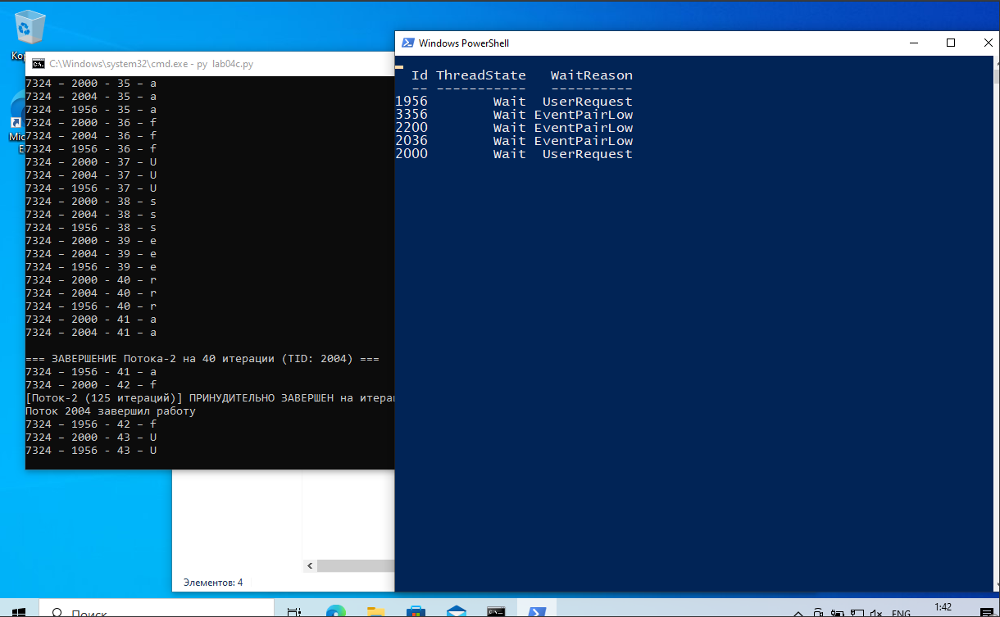 Windows PowerShell
C:\Windows\system32\cmd.exe - py  lab04c.py
7324 – 2000 - 35 – a
7324 – 2004 - 35 – a
7324 – 1956 - 35 – a
7324 – 2000 - 36 – f
7324 – 2004 - 36 – f
7324 – 1956 - 36 – f
7324 – 2000 - 37 – U
7324 – 2004 - 37 – U
7324 – 1956 - 37 – U
7324 – 2000 - 38 – s
7324 – 2004 - 38 – s
7324 – 1956 - 38 – s
7324 – 2000 - 39 – e
7324 – 2004 - 39 – e
7324 – 1956 - 39 – e
7324 – 2000 - 40 – r
7324 – 2004 - 40 – r
7324 – 1956 - 40 – r
7324 – 2000 - 41 – a
7324 – 2004 - 41 – a
=== ЗАВЕРШЕНИЕ Потока-2 на 40 итерации (TID: 2004) ===
7324 – 1956 - 41 – a
7324 – 2000 - 42 – f
[Поток-2 (125 итераций)] ПРИНУДИТЕЛЬНО ЗАВЕРШЕН на итера
Поток 2004 завершил работу
7324 – 1956 - 42 – f
7324 – 2000 - 43 – U
7324 – 1956 - 43 – U
Id ThreadState   WaitReason
-- -----------   ----------
1956        Wait  UserRequest
3356        Wait EventPairLow
2200        Wait EventPairLow
2036        Wait EventPairLow
2000        Wait  UserRequest
Элементов: 4
Поиск
ENG
1:42